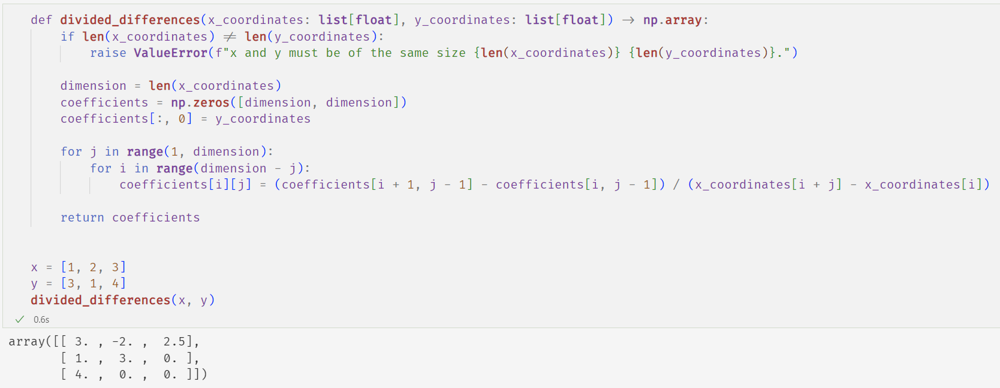 def divided_differences(x_coordinates: list[float], y_coordinates: list[float]) → np.array:
    if len(x_coordinates) ≠ len(y_coordinates):
        raise ValueError(f"x and y must be of the same size {len(x_coordinates)} {len(y_coordinates)}.")
    dimension = len(x_coordinates)
    coefficients = np.zeros([dimension, dimension])
    coefficients[:, 0] = y_coordinates
    for j in range(1, dimension):
        for i in range(dimension - j):
            coefficients[i][j] = (coefficients[i + 1, j - 1] - coefficients[i, j - 1]) / (x_coordinates[i + j] - x_coordinates[i])
    return coefficients
x = [1, 2, 3]
y = [3, 1, 4]
divided_differences(x, y)
✓ 0.6s
array([[ 3. , -2. ,  2.5],
       [ 1. ,  3. ,  0. ],
       [ 4. ,  0. ,  0. ]])